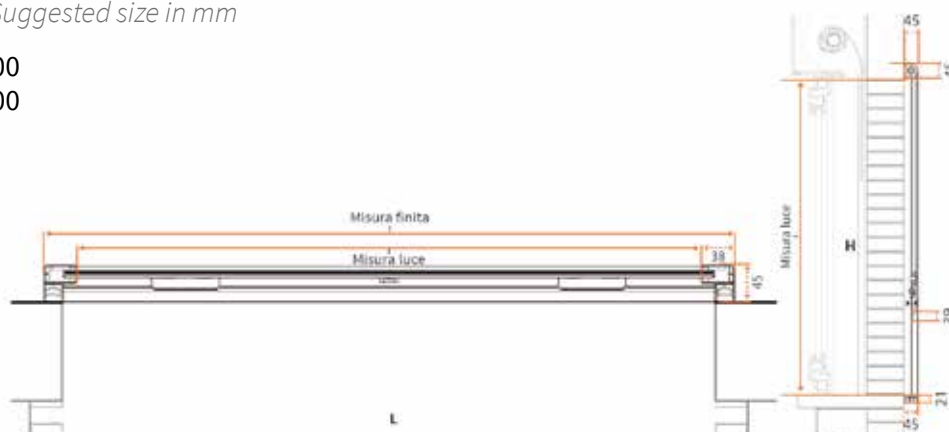 Suggested size in mm
00
00
Misura finita
Misura luce
38
45
L
45
Misura luce
H
21
45